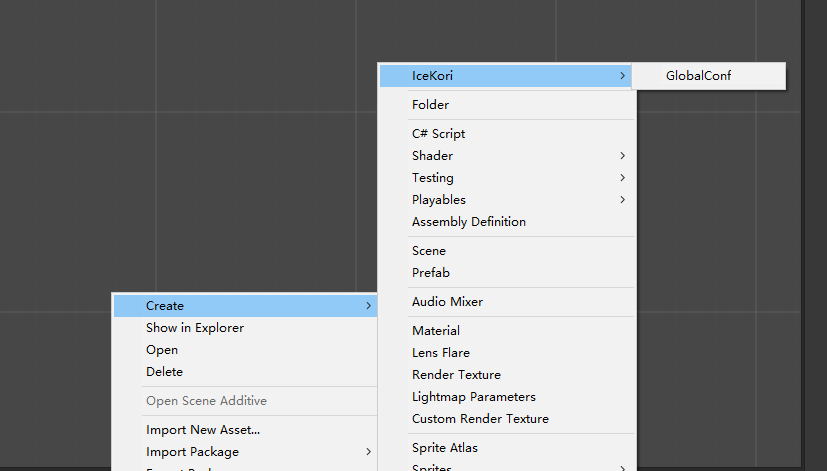 IceKori
GlobalConf
Folder
C# Script
Shader
Testing
Playables
Assembly Definition
Scene
Prefab
Audio Mixer
Material
Lens Flare
Render Texture
Lightmap Parameters
Custom Render Texture
Sprite Atlas
Sprites
Create
Show in Explorer
Open
Delete
Open Scene Additive
Import New Asset...
Import Package